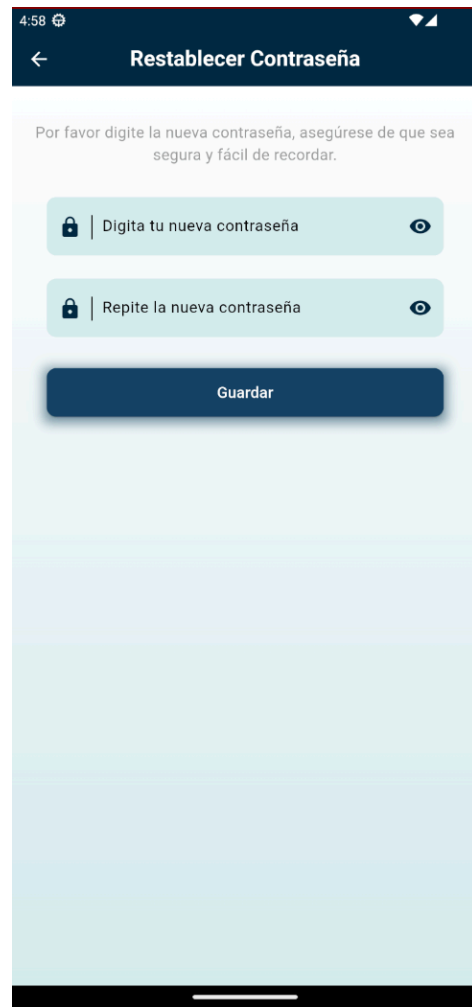 4:58
Restablecer Contraseña
Por favor digite la nueva contraseña, asegúrese de que sea
segura y fácil de recordar.
Digita tu nueva contraseña
Repite la nueva contraseña
Guardar